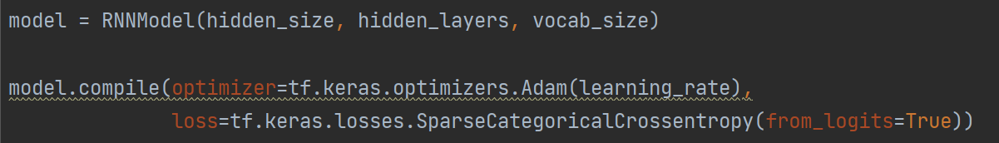 model = RNNModel(hidden_size, hidden_layers, vocab_size)
model.compile(optimizer=tf.keras.optimizers.Adam(learning_rate),
loss=tf.keras.losses.SparseCategoricalCrossentropy(from_logits=True))